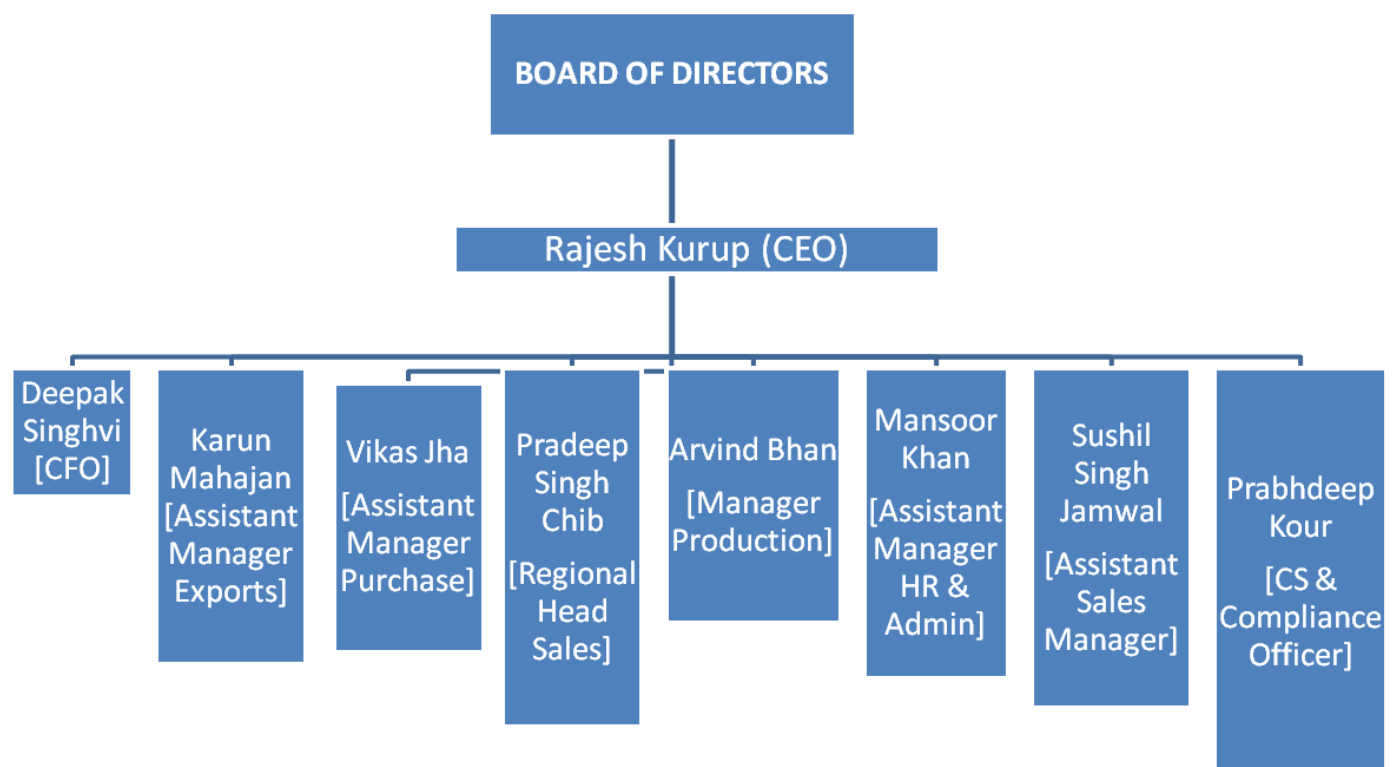 BOARD OF DIRECTORS
Rajesh Kurup (CEO)
Deepak
Singhvi
[CFO]
Karun
Mahajan
[Assistant
Manager
Exports]
Vikas Jha
[Assistant
Manager
Purchase]
Pradeep
Singh
Chib
[Regional
Head
Sales]
Arvind Bhan
[Manager
Production]
Mansoor
Khan
[Assistant
Manager
HR &
Admin]
Sushil
Singh
Jamwal
[Assistant
Sales
Manager]
Prabhdeep
Kour
[CS &
Compliance
Officer]